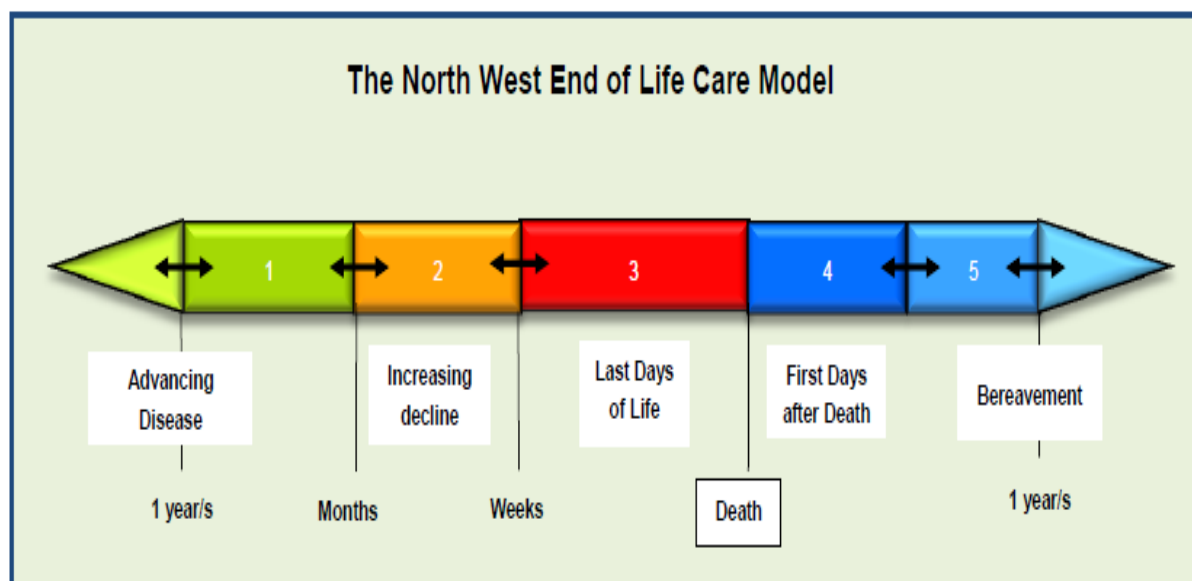 The North West End of Life Care Model
1
2
3
4
5
Advancing
Disease
Increasing
decline
Last Days
of Life
First Days
after Death
Bereavement
1 year/s
Months
Weeks
Death
1 year/s